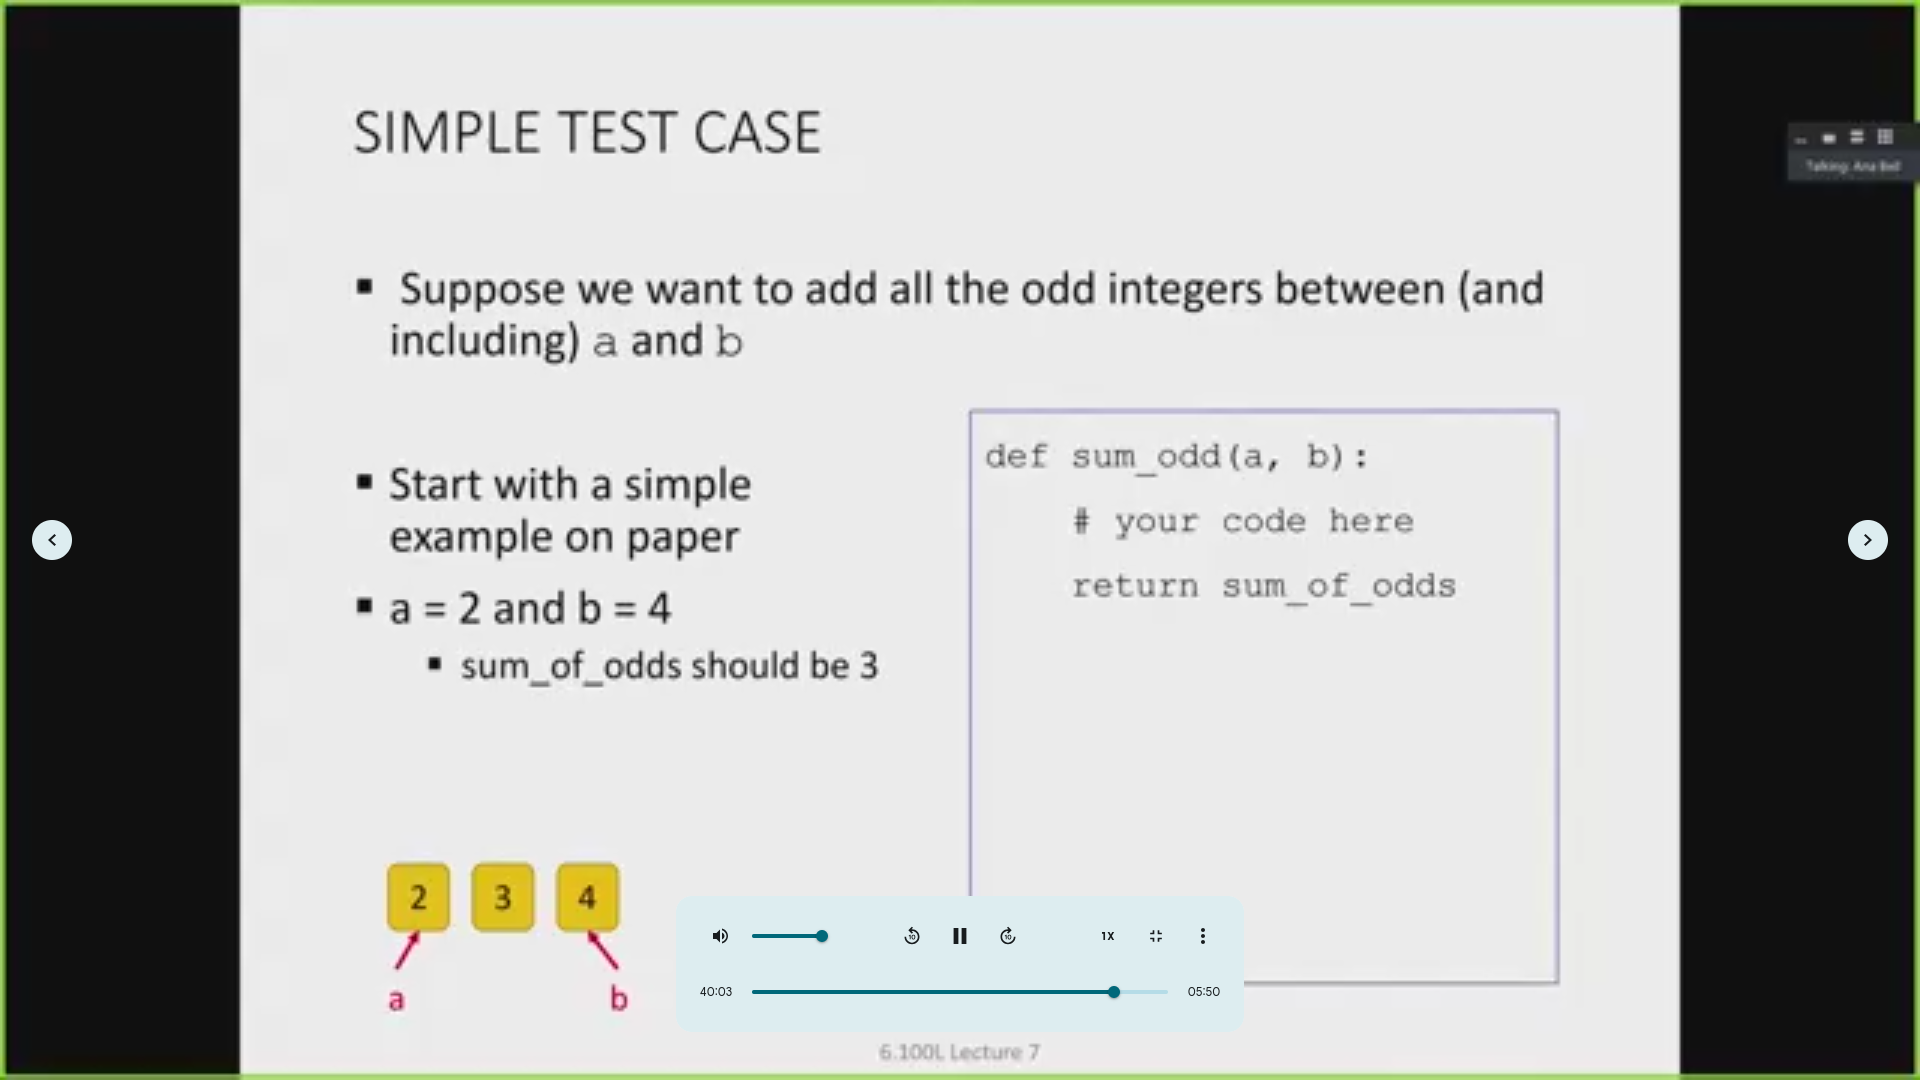 SIMPLE TEST CASE
Talking: Ana Bell
▪ Suppose we want to add all the odd integers between (and
including) a and b
▪ Start with a simple
example on paper
▪ a = 2 and b = 4
▪ sum_of_odds should be 3
def sum_odd(a, b):
# your code here
return sum_of_odds
2 3 4
a b
10 10 1X
40:03 05:50
6.100L Lecture 7